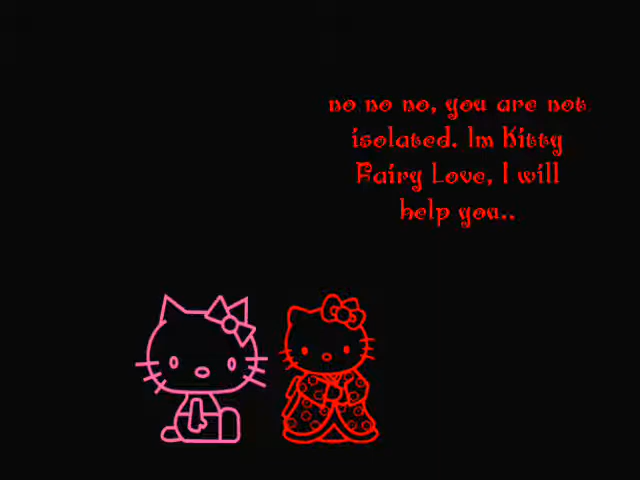 no no no, you are not
isolated. Im Kitty
Fairy Love, I will
help you..